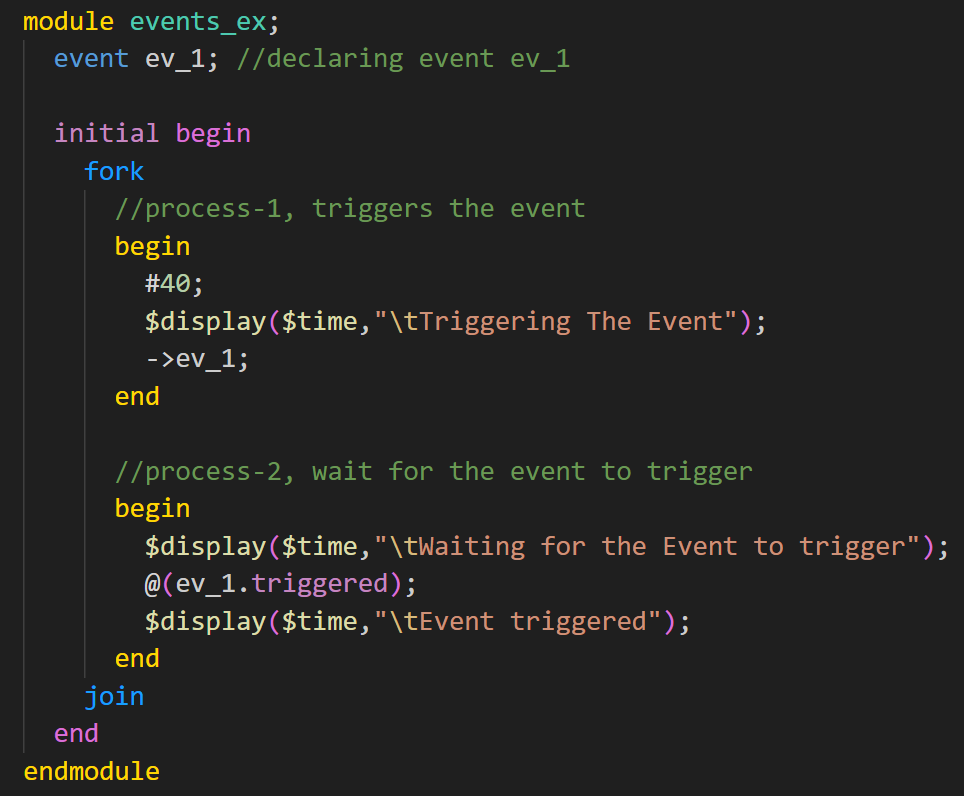 module events_ex;
  event ev_1; //declaring event ev_1

  initial begin
    fork
      //process-1, triggers the event
      begin
        #40;
        $display($time,"\tTriggering The Event");
        ->ev_1;
      end

      //process-2, wait for the event to trigger
      begin
        $display($time,"\tWaiting for the Event to trigger");
        @(ev_1.triggered);
        $display($time,"\tEvent triggered");
      end
    join
  end
endmodule